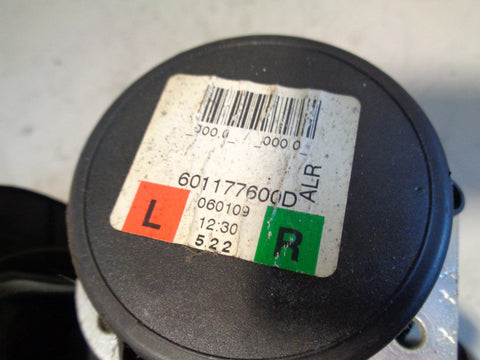 _000.0_ / _000.0_
601177600D
ALR
L
060109
12:30
522
R